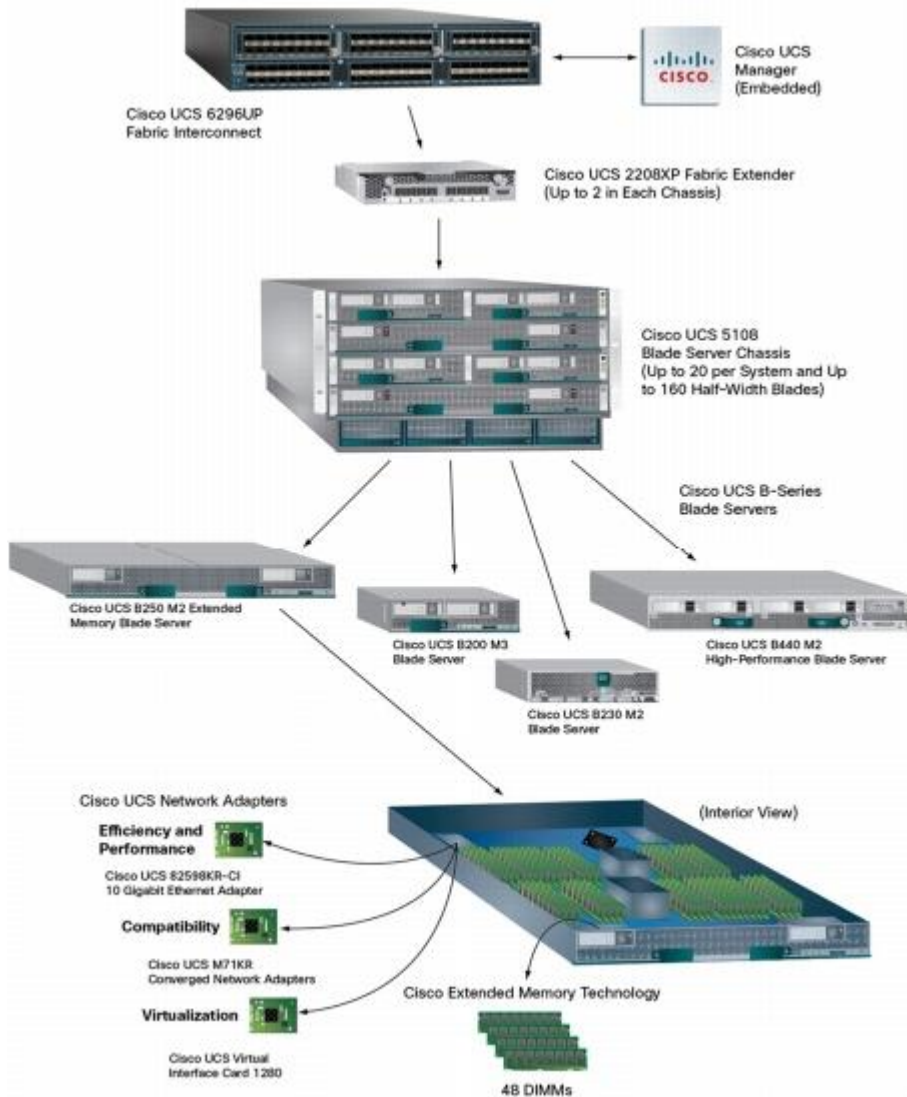 CISCO
Cisco UCS
Manager
(Embedded)
Cisco UCS 6296UP
Fabric Interconnect
Cisco UCS 2208XP Fabric Extender
(Up to 2 in Each Chassis)
Cisco UCS 5108
Blade Server Chassis
(Up to 20 per System and Up
to 160 Half-Width Blades)
Cisco UCS B-Series
Blade Servers
Cisco UCS B250 M2 Extended
Memory Blade Server
Cisco UCS B200 M3
Blade Server
Cisco UCS B440 M2
High-Performance Blade Server
Cisco UCS B230 M2
Blade Server
Cisco UCS Network Adapters
(Interior View)
Efficiency and
Performance
Cisco UCS 82598KR-CI
10 Gigabit Ethernet Adapter
Compatibility
Cisco UCS M71KR
Converged Network Adapters
Virtualization
Cisco UCS Virtual
Interface Card 1280
Cisco Extended Memory Technology
48 DIMMs